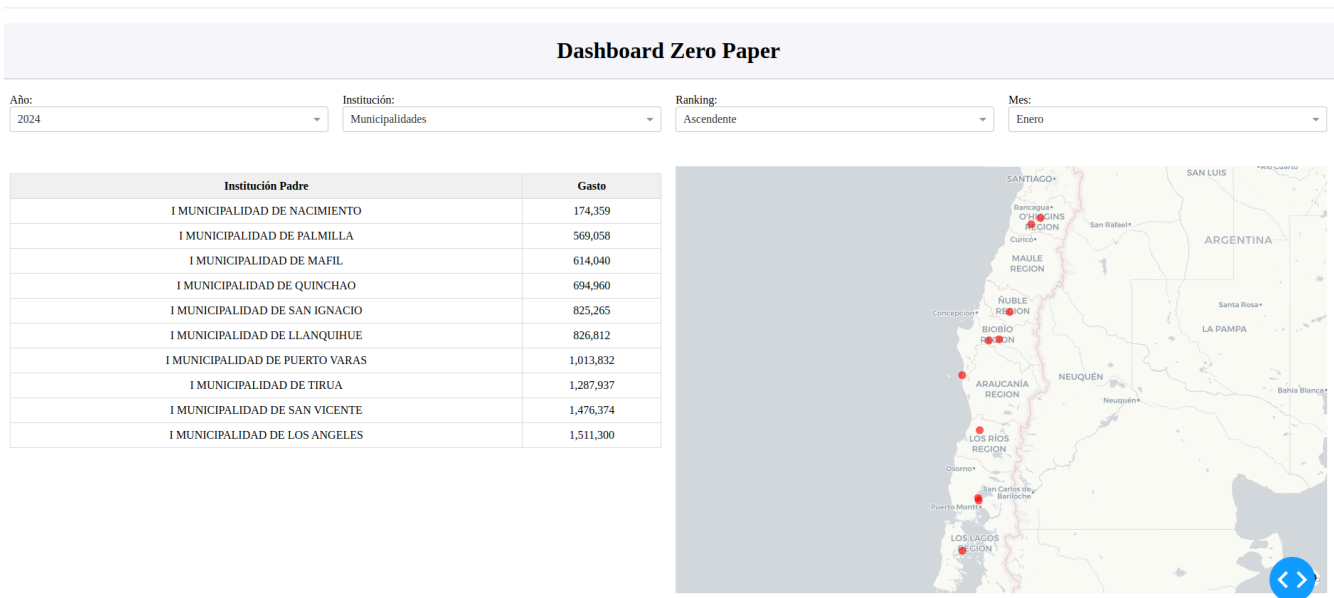 Dashboard Zero Paper
Año: Institución: Ranking: Mes:
2024 Municipalidades Ascendente Enero
Institución Padre Gasto
I MUNICIPALIDAD DE NACIMIENTO 174,359
I MUNICIPALIDAD DE PALMILLA 569,058
I MUNICIPALIDAD DE MAFIL 614,040
I MUNICIPALIDAD DE QUINCHAO 694,960
I MUNICIPALIDAD DE SAN IGNACIO 825,265
I MUNICIPALIDAD DE LLANQUIHUE 826,812
I MUNICIPALIDAD DE PUERTO VARAS 1,013,832
I MUNICIPALIDAD DE TIRUA 1,287,937
I MUNICIPALIDAD DE SAN VICENTE 1,476,374
I MUNICIPALIDAD DE LOS ANGELES 1,511,300
SAN LUIS
SANTIAGO
Rancagua
O'HIGGINS
REGION
San Rafael
Curicó
ARGENTINA
MAULE
REGION
ÑUBLE
REGION
Santa Rosa
Concepción
BIOBÍO
REGION
LA PAMPA
NEUQUÉN
ARAUCANÍA
REGION
Bahía Blanca
Neuquén
LOS RÍOS
REGION
Osorno
San Carlos de
Bariloche
Puerto Montt
LOS LAGOS
REGION